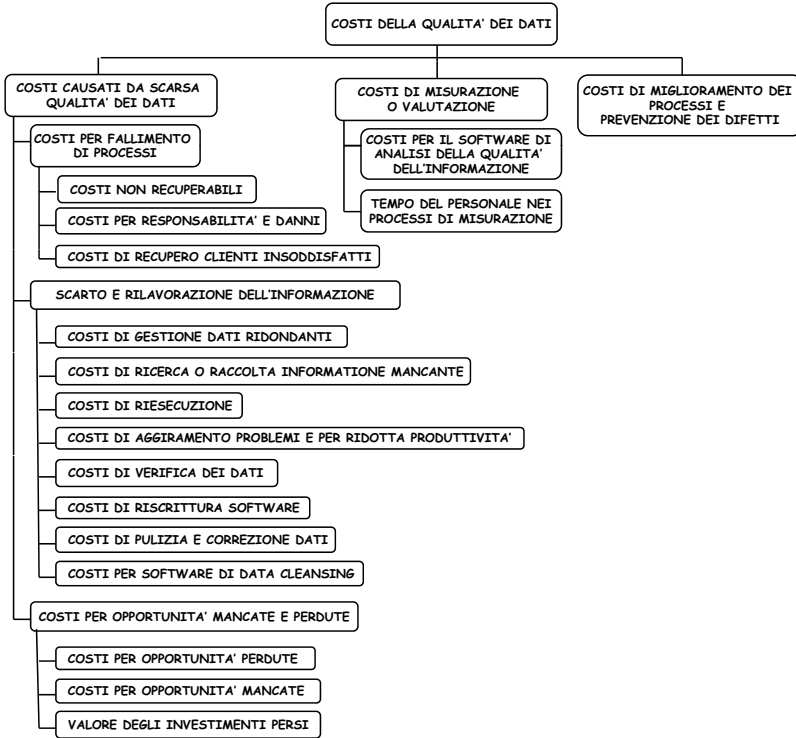 COSTI DELLA QUALITA' DEI DATI
COSTI CAUSATI DA SCARSA
QUALITA' DEI DATI
COSTI PER FALLIMENTO
DI PROCESSI
COSTI NON RECUPERABILI
COSTI PER RESPONSABILITA' E DANNI
COSTI DI RECUPERO CLIENTI INSODDISFATTI
SCARTO E RILAVORAZIONE DELL'INFORMAZIONE
COSTI DI GESTIONE DATI RIDONDANTI
COSTI DI RICERCA O RACCOLTA INFORMATIONE MANCANTE
COSTI DI RIESECUZIONE
COSTI DI AGGIRAMENTO PROBLEMI E PER RIDOTTA PRODUTTIVITA'
COSTI DI VERIFICA DEI DATI
COSTI DI RISCRITTURA SOFTWARE
COSTI DI PULIZIA E CORREZIONE DATI
COSTI PER SOFTWARE DI DATA CLEANSING
COSTI PER OPPORTUNITA' MANCATE E PERDUTE
COSTI PER OPPORTUNITA' PERDUTE
COSTI PER OPPORTUNITA' MANCATE
VALORE DEGLI INVESTIMENTI PERSI
COSTI DI MISURAZIONE
O VALUTAZIONE
COSTI PER IL SOFTWARE DI
ANALISI DELLA QUALITA'
DELL'INFORMAZIONE
TEMPO DEL PERSONALE NEI
PROCESSI DI MISURAZIONE
COSTI DI MIGLIORAMENTO DEI
PROCESSI E
PREVENZIONE DEI DIFETTI